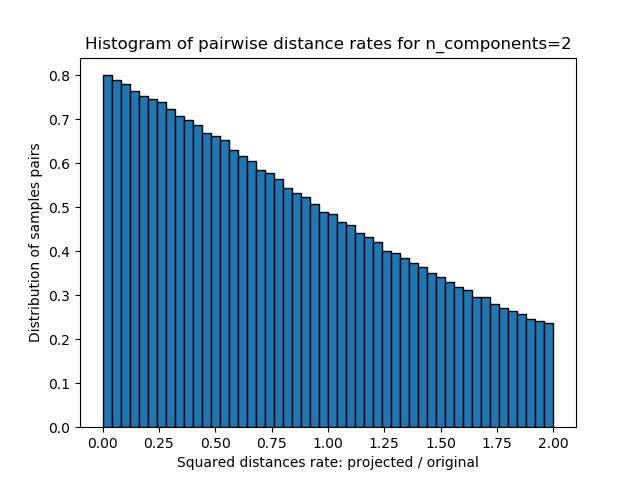 Histogram of pairwise distance rates for n_components=2
Distribution of samples pairs
0.8
0.7
0.6
0.5
0.4
0.3
0.2
0.1
0.0
0.00 0.25 0.50 0.75 1.00 1.25 1.50 1.75 2.00
Squared distances rate: projected / original